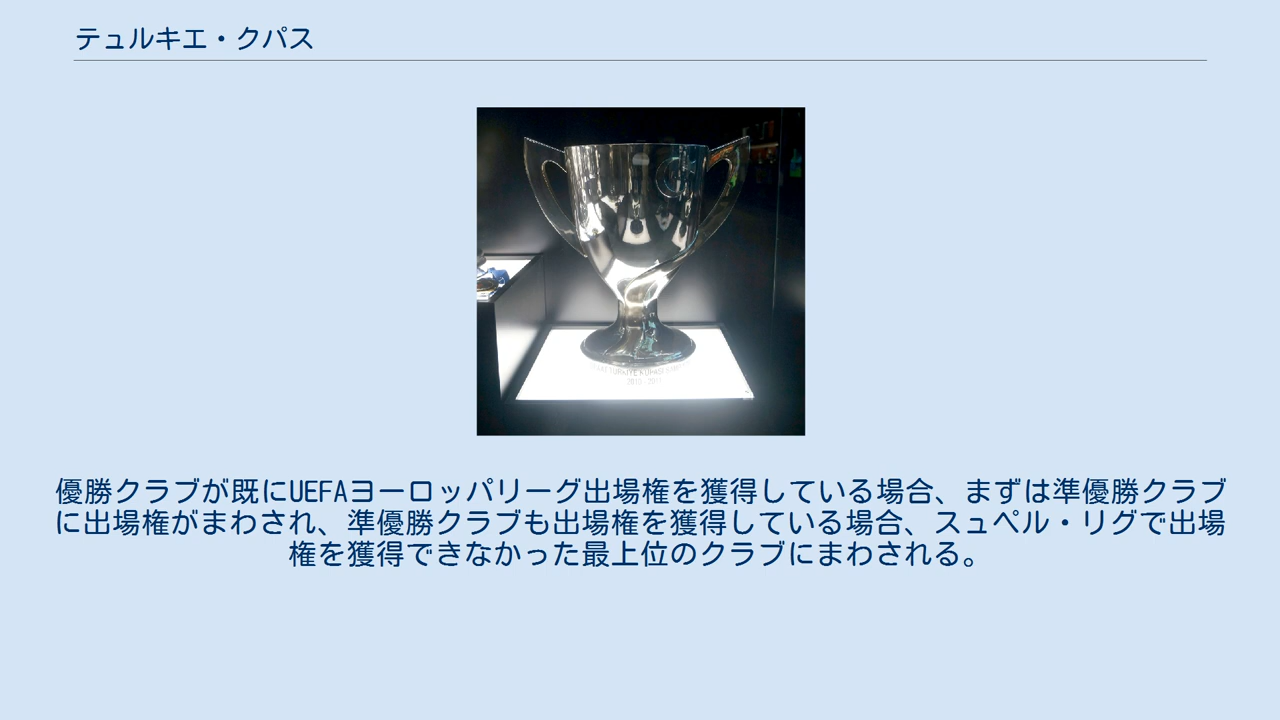 テュルキエ・クパス
TÜRKİYE KUPASI
2010 - 2011
優勝クラブが既にUEFAヨーロッパリーグ出場権を獲得している場合、まずは準優勝クラブ
に出場権がまわされ、準優勝クラブも出場権を獲得している場合、スュペル・リグで出場
権を獲得できなかった最上位のクラブにまわされる。